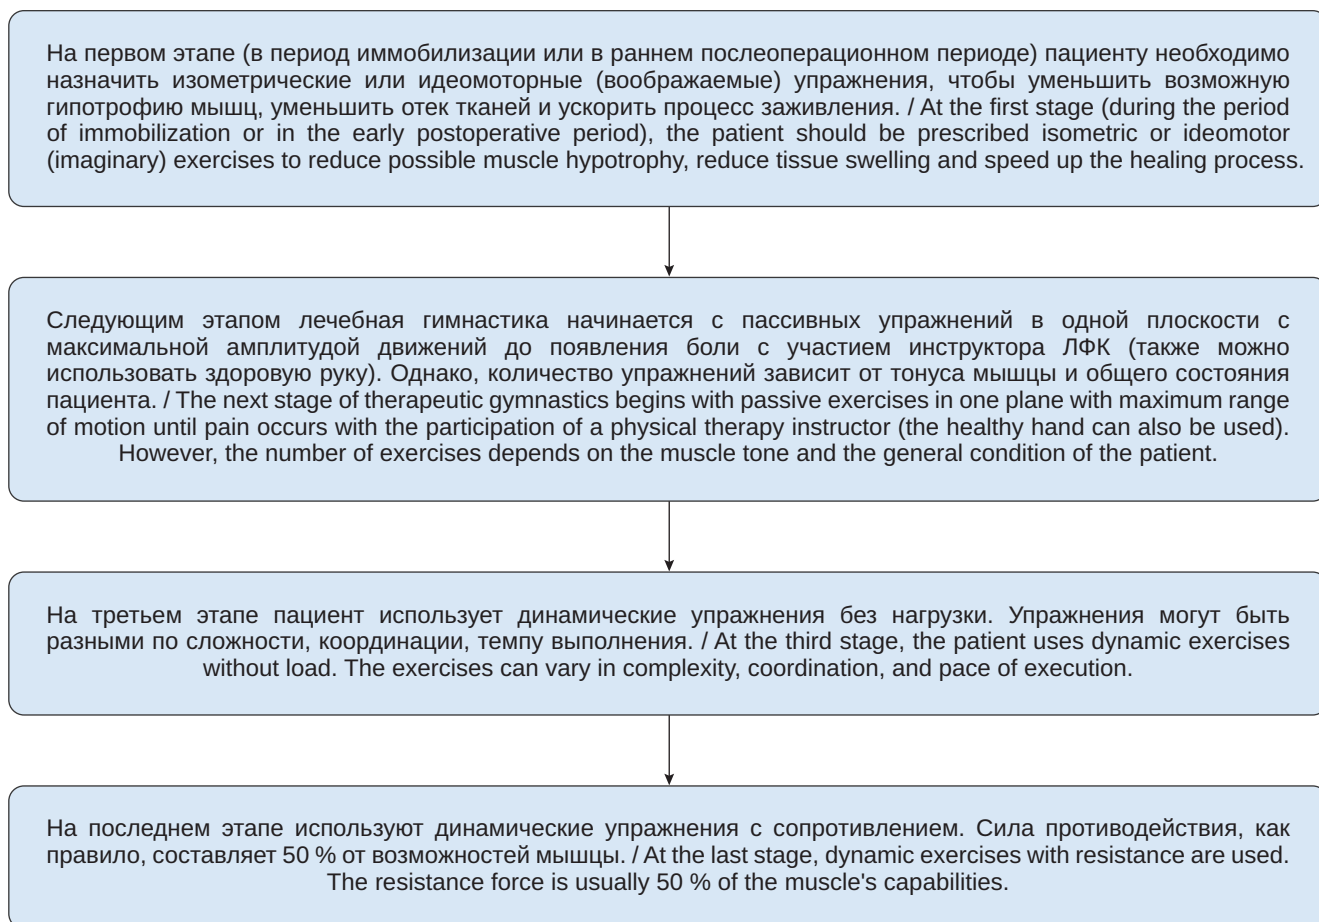 На первом этапе (в период иммобилизации или в раннем послеоперационном периоде) пациенту необходимо
назначить изометрические или идеомоторные (воображаемые) упражнения, чтобы уменьшить возможную
гипотрофию мышц, уменьшить отек тканей и ускорить процесс заживления. / At the first stage (during the period
of immobilization or in the early postoperative period), the patient should be prescribed isometric or ideomotor
(imaginary) exercises to reduce possible muscle hypotrophy, reduce tissue swelling and speed up the healing process.
Следующим этапом лечебная гимнастика начинается с пассивных упражнений в одной плоскости с
максимальной амплитудой движений до появления боли с участием инструктора ЛФК (также можно
использовать здоровую руку). Однако, количество упражнений зависит от тонуса мышцы и общего состояния
пациента. / The next stage of therapeutic gymnastics begins with passive exercises in one plane with maximum range
of motion until pain occurs with the participation of a physical therapy instructor (the healthy hand can also be used).
However, the number of exercises depends on the muscle tone and the general condition of the patient.
На третьем этапе пациент использует динамические упражнения без нагрузки. Упражнения могут быть
разными по сложности, координации, темпу выполнения. / At the third stage, the patient uses dynamic exercises
without load. The exercises can vary in complexity, coordination, and pace of execution.
На последнем этапе используют динамические упражнения с сопротивлением. Сила противодействия, как
правило, составляет 50 % от возможностей мышцы. / At the last stage, dynamic exercises with resistance are used.
The resistance force is usually 50 % of the muscle's capabilities.